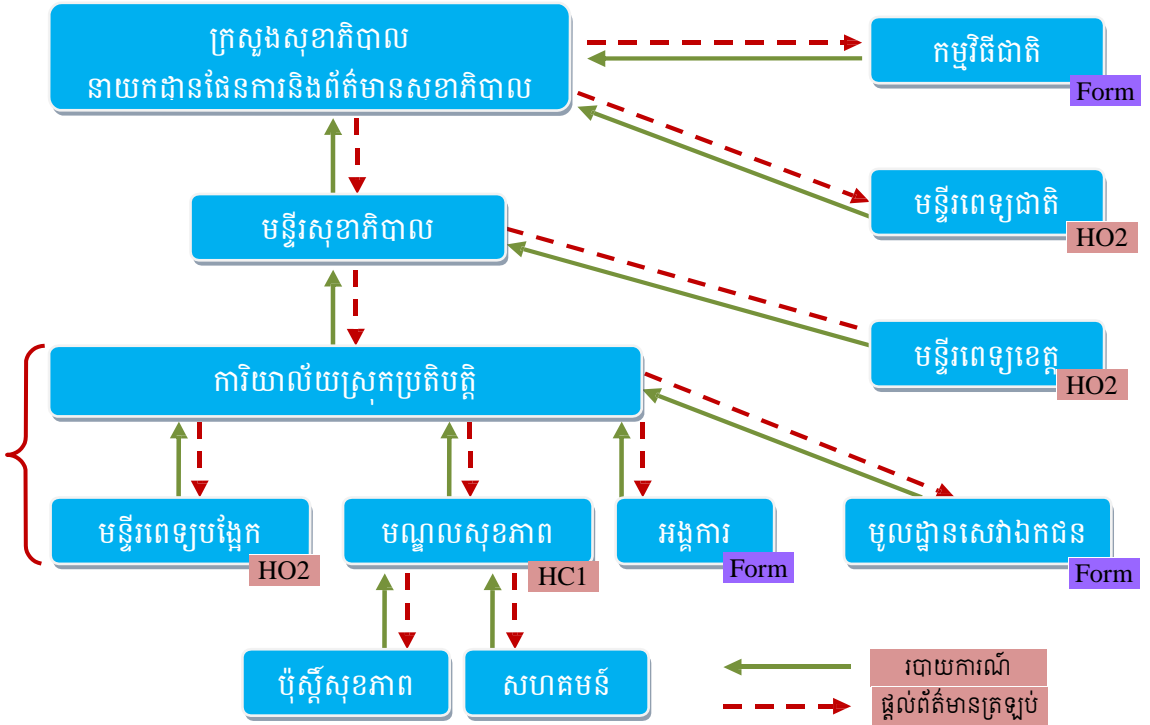 ក្រសួងសុខាភិបាល
នាយកដានផែនការនិងព័ត៌មានសុខាភិបាល
កម្មវិធីជាតិ
Form
មន្ទីរពេទ្យជាតិ
HO2
មន្ទីរសុខាភិបាល
មន្ទីរពេទ្យខេត្ត
HO2
ការិយាល័យស្រុកប្រតិបត្តិ
មន្ទីរពេទ្យបង្អែក
HO2
មណ្ឌលសុខភាព
HC1
អង្គការ
Form
មូលដ្ឋានសេវាឯកជន
Form
ប៉ុស្តិ៍សុខភាព
សហគមន៍
របាយការណ៍
ផ្តល់ព័ត៌មានត្រឡប់